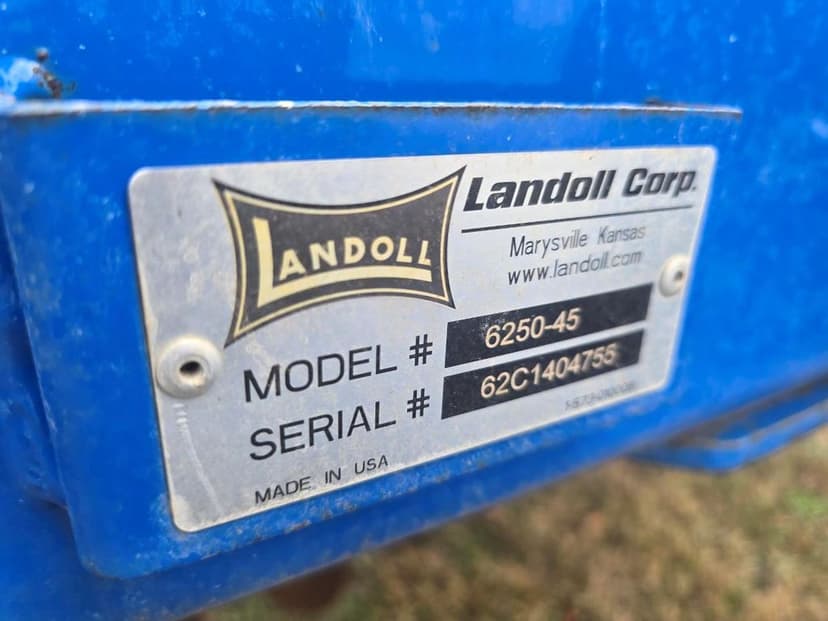 LANDOLL
Landoll Corp.
Marysville Kansas
www.landoll.com
MODEL # 6250-45
SERIAL # 62C1404755
MADE IN USA